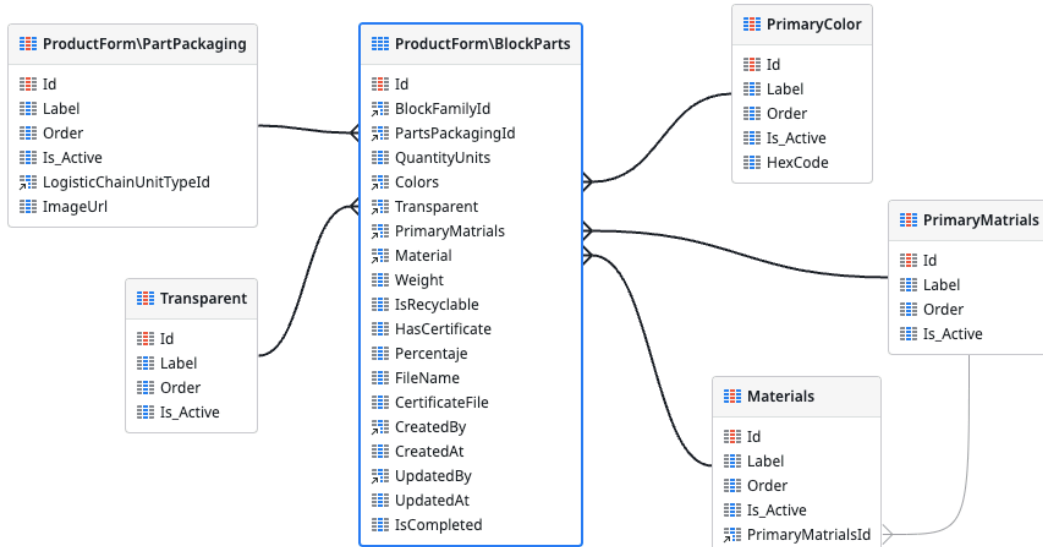 ProductForm\PartPackaging
Id
Label
Order
Is_Active
LogisticChainUnitTypeId
ImageUrl
Transparent
Id
Label
Order
Is_Active
ProductForm\BlockParts
Id
BlockFamilyId
PartsPackagingId
QuantityUnits
Colors
Transparent
PrimaryMatrials
Material
Weight
IsRecyclable
HasCertificate
Percentaje
FileName
CertificateFile
CreatedBy
CreatedAt
UpdatedBy
UpdatedAt
IsCompleted
PrimaryColor
Id
Label
Order
Is_Active
HexCode
PrimaryMatrials
Id
Label
Order
Is_Active
Materials
Id
Label
Order
Is_Active
PrimaryMatrialsId